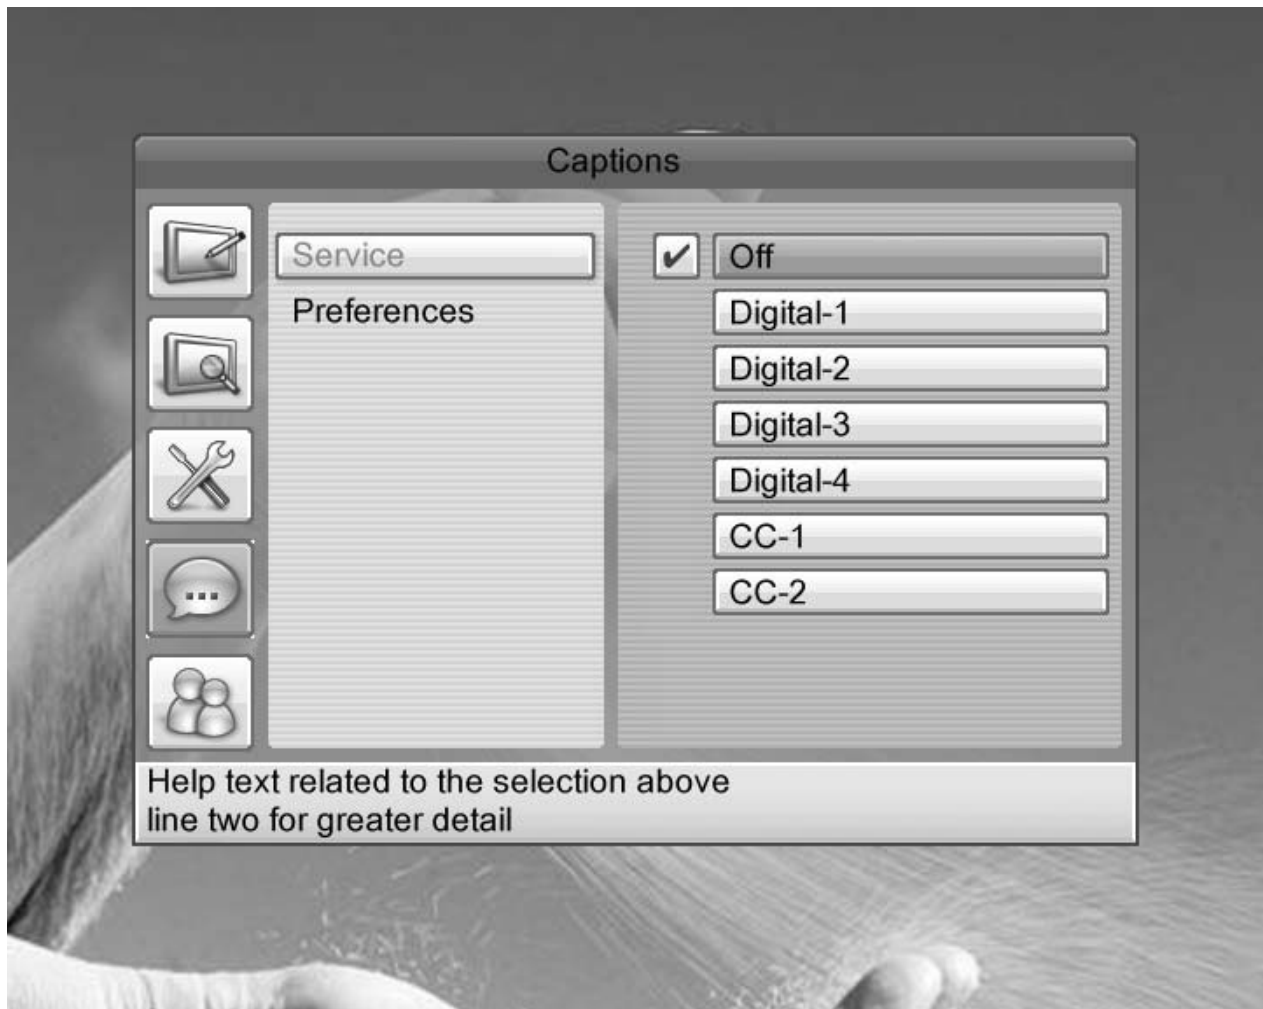 Captions
Service
Preferences
Off
Digital-1
Digital-2
Digital-3
Digital-4
CC-1
CC-2
Help text related to the selection above
line two for greater detail